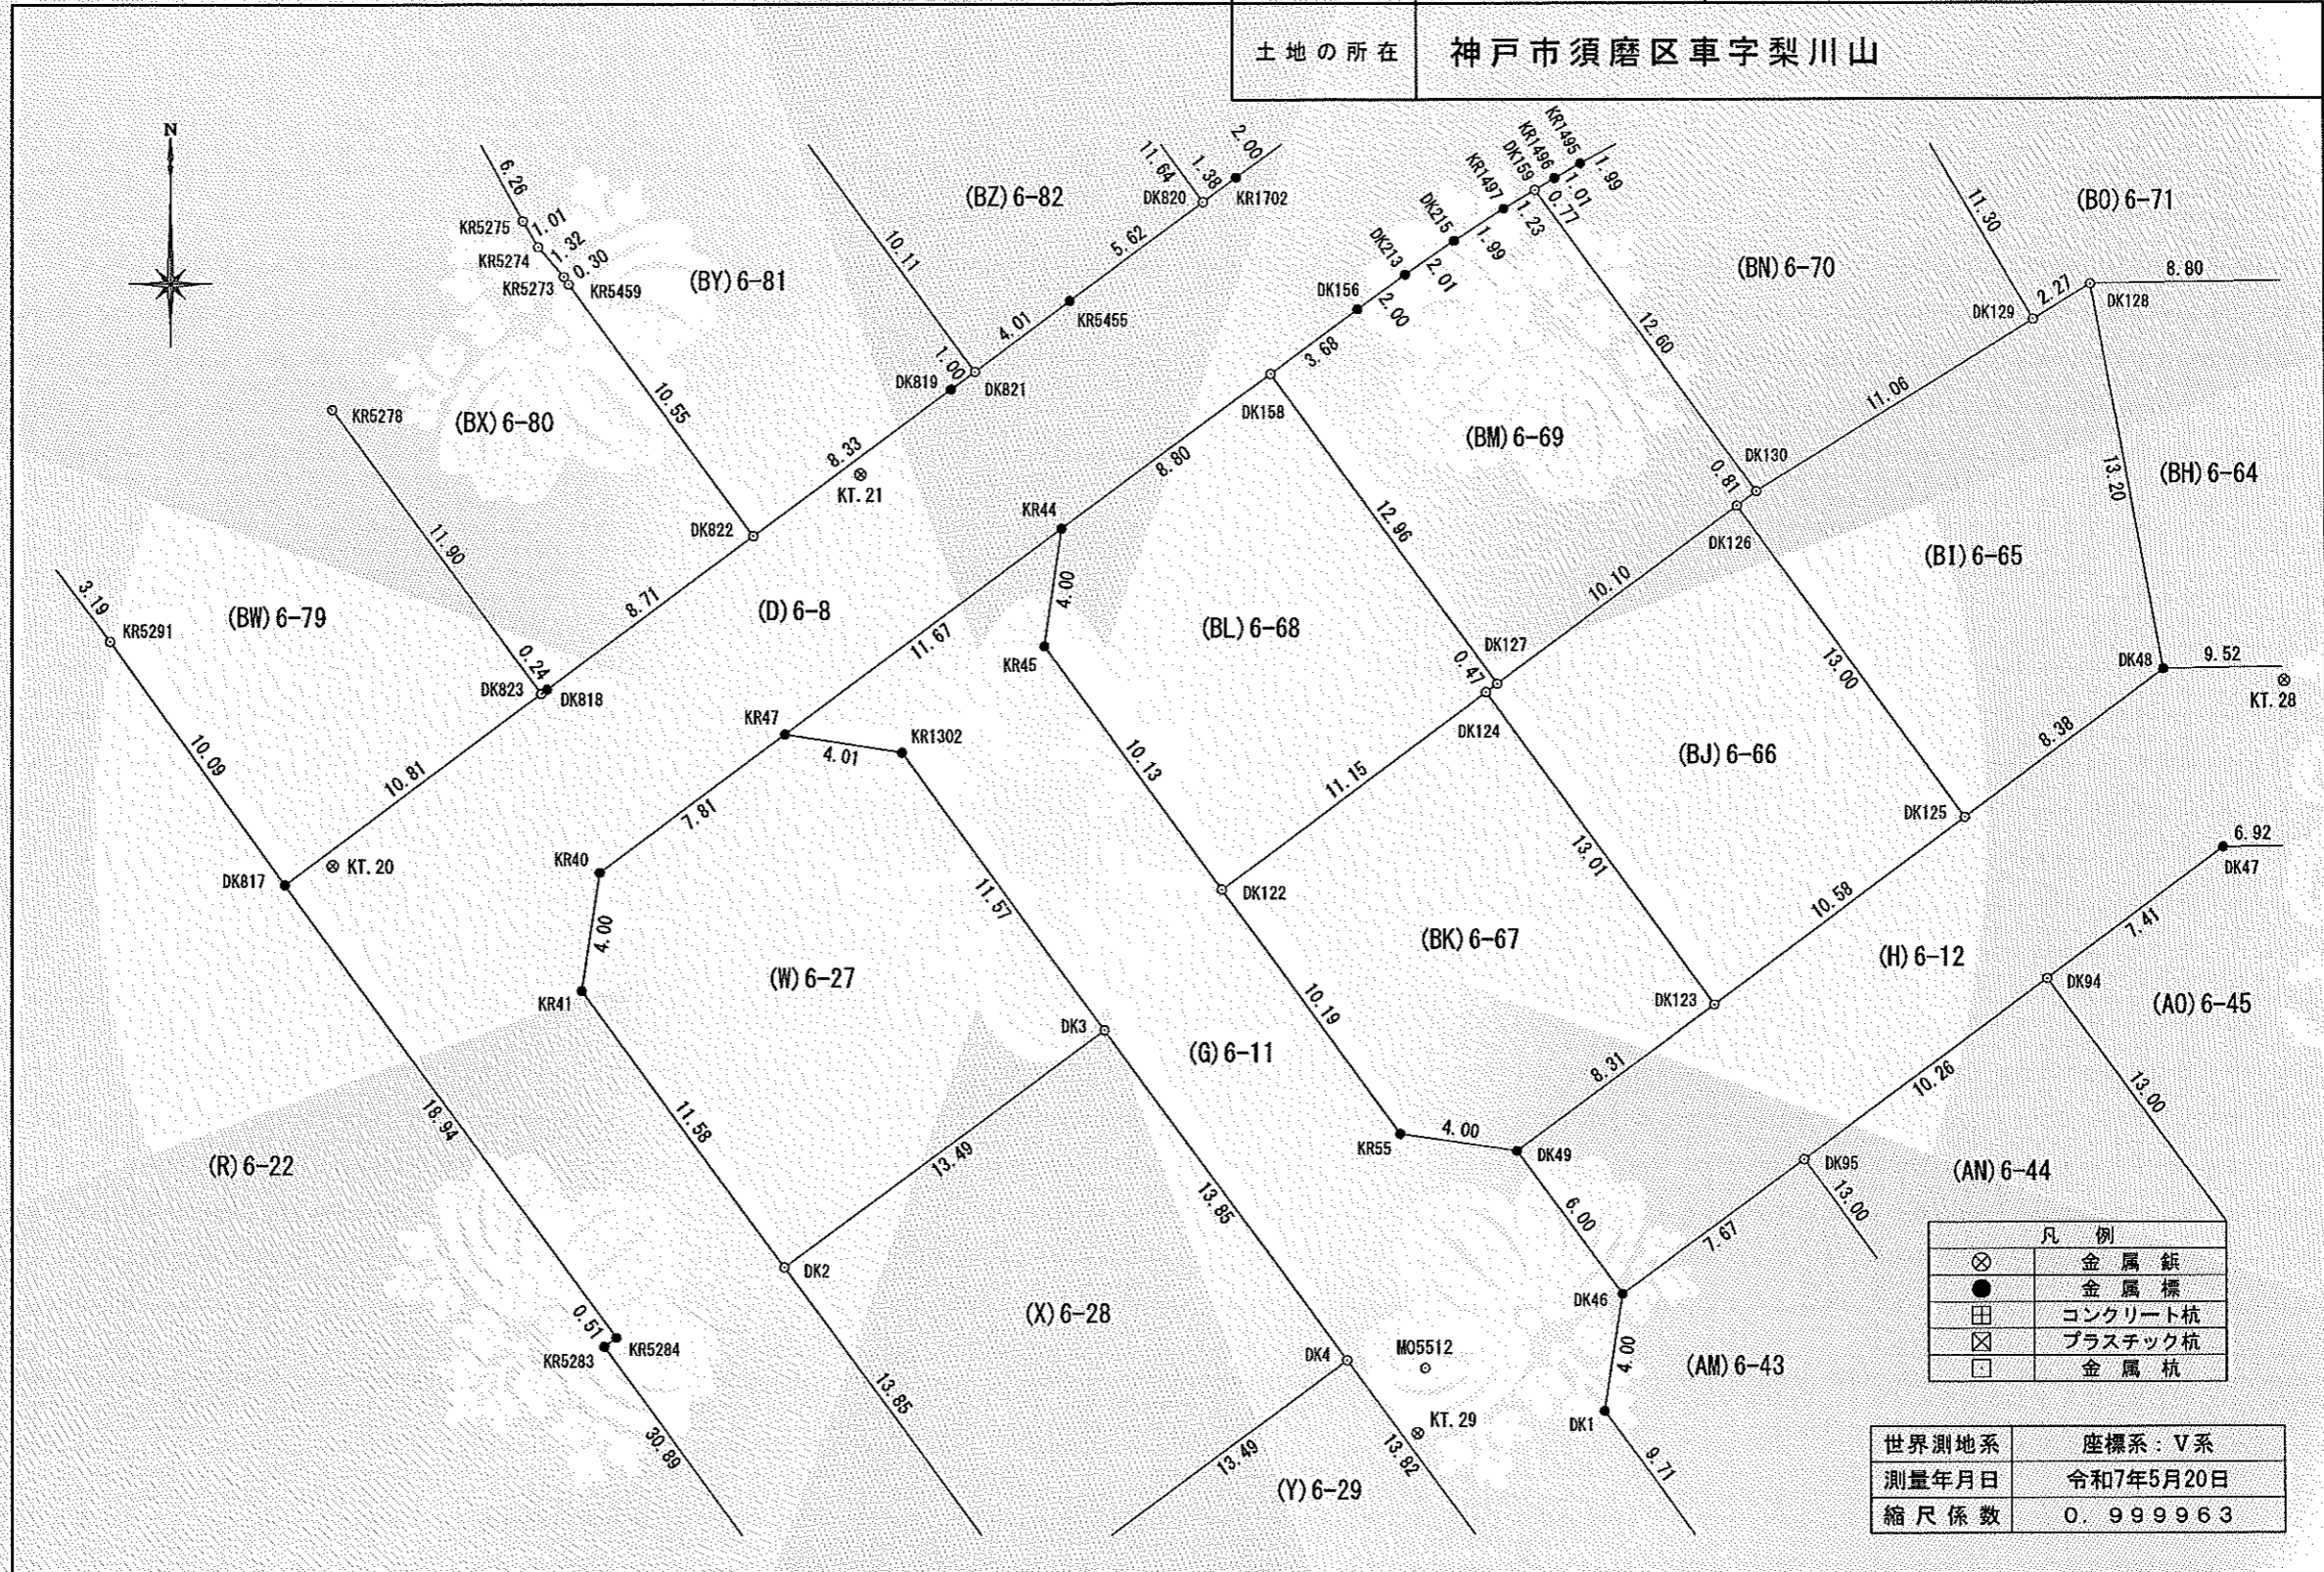 土地の所在 神戸市須磨区車字梨川山
N
6.26
KR5275
1.01
KR5274
1.32
KR5273
0.30
KR5459
(BY)6-81
10.11
(BZ)6-82
11.64
1.38
2.00
DK820
KR1702
5.62
KR5455
4.01
1.00
DK819
DK821
KR1495
KR1496
DK159
KR1497
DK215
DK213
DK156
1.99
1.01
0.77
1.23
1.99
2.01
2.00
3.68
DK158
12.60
(BN)6-70
11.30
(BO)6-71
8.80
2.27
DK129
DK128
11.06
KR5278
(BX)6-80
10.55
8.33
KT.21
DK822
8.80
KR44
(BM)6-69
DK130
0.81
DK126
13.20
(BH)6-64
(BI)6-65
11.90
3.19
KR5291
(BW)6-79
8.71
(D)6-8
11.67
4.00
KR45
(BL)6-68
12.96
10.10
DK127
0.47
DK124
13.00
DK48
9.52
KT.28
0.24
DK823
DK818
10.09
10.81
KR47
4.01
KR1302
10.13
11.15
(BJ)6-66
8.38
DK125
6.92
DK47
7.81
KR40
KT.20
DK817
4.00
KR41
(W)6-27
11.57
DK122
13.01
10.58
7.41
(BK)6-67
(H)6-12
DK94
(AO)6-45
DK3
(G)6-11
10.19
DK123
8.31
10.26
13.00
18.94
(R)6-22
11.58
13.49
KR55
4.00
DK49
DK95
(AN)6-44
13.00
13.85
6.00
7.67
DK2
(X)6-28
DK46
0.51
KR5283
KR5284
DK4
MO5512
4.00
(AM)6-43
DK1
KT.29
13.85
13.49
13.82
9.71
30.89
(Y)6-29
凡例
金属鋲
金属標
コンクリート杭
プラスチック杭
金属杭
世界測地系 座標系:Ⅴ系
測量年月日 令和7年5月20日
縮尺係数 0.999963